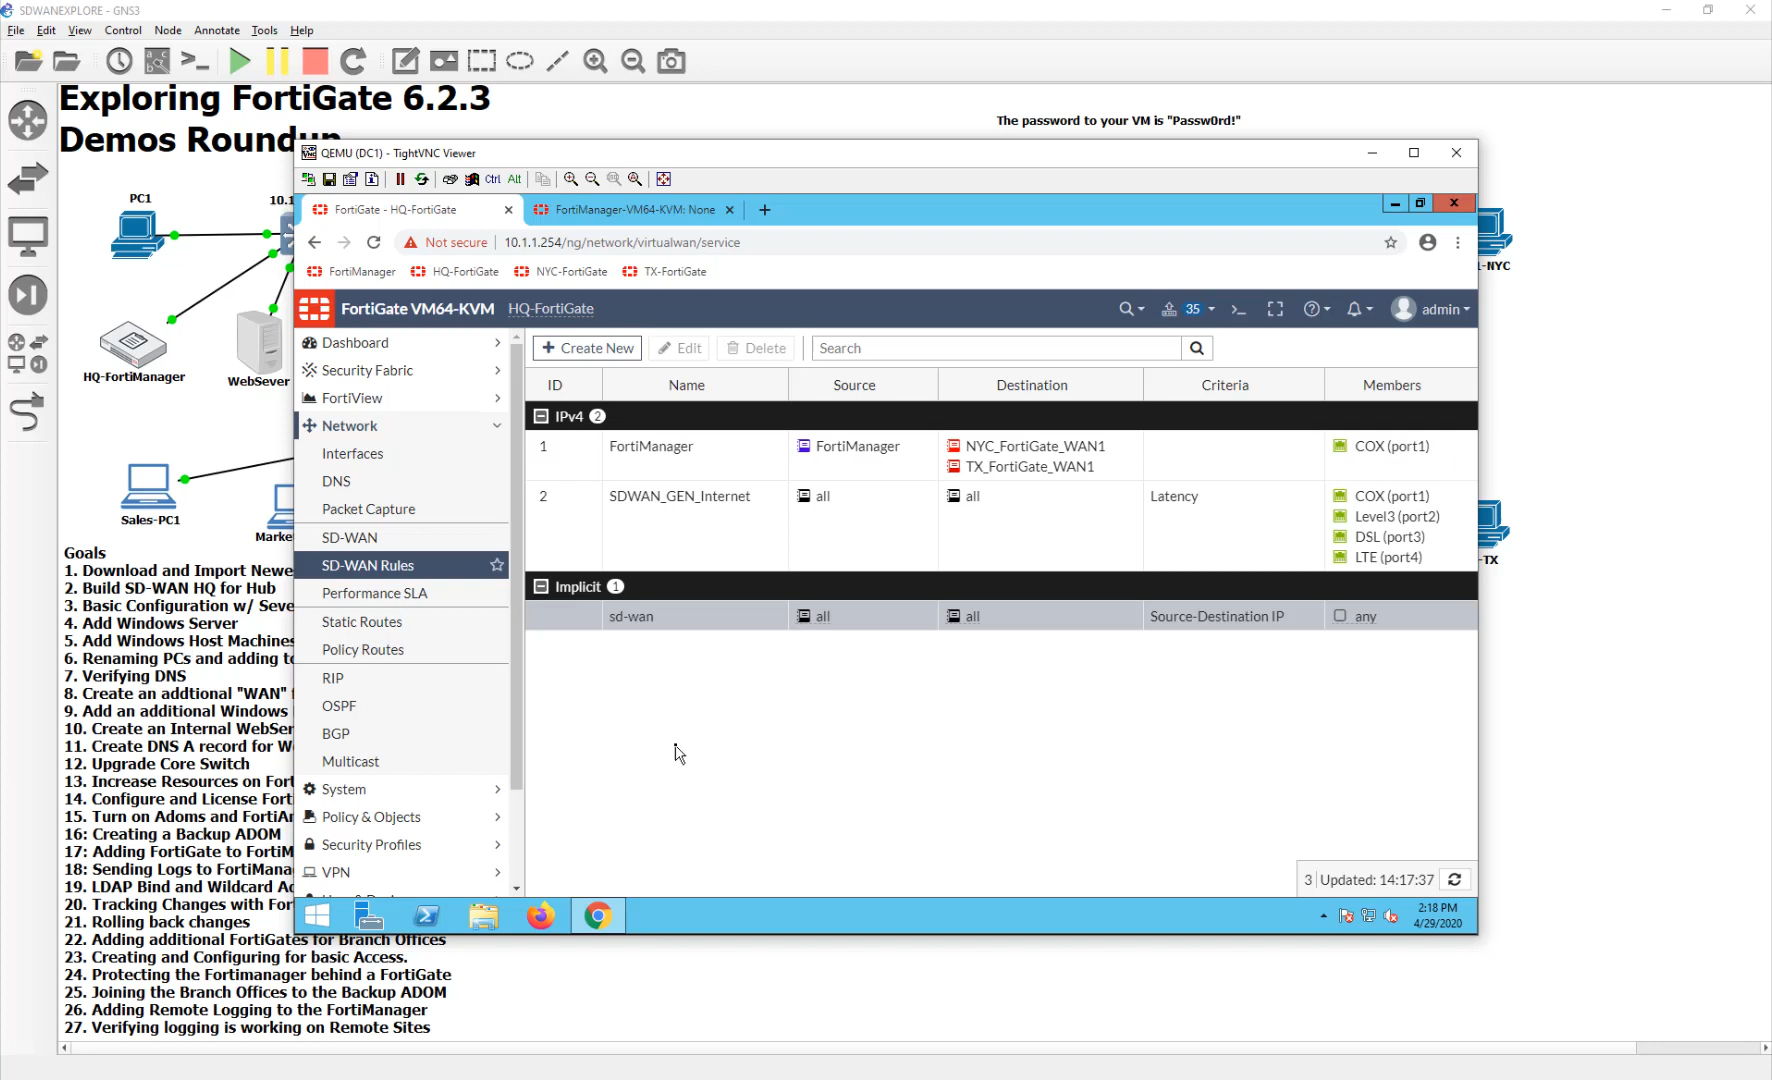 SDWANEXPLORE - GNS3
File Edit View Control Node Annotate Tools Help
Exploring FortiGate 6.2.3
Demos Roundup
The password to your VM is "Passw0rd!"
PC1
10.1
HQ-FortiManager
WebSever
Sales-PC1
Marke
1-NYC
-TX
Goals
1. Download and Import Newe
2. Build SD-WAN HQ for Hub
3. Basic Configuration w/ Seve
4. Add Windows Server
5. Add Windows Host Machines
6. Renaming PCs and adding to
7. Verifying DNS
8. Create an addtional "WAN" f
9. Add an additional Windows
10. Create an Internal WebSer
11. Create DNS A record for W
12. Upgrade Core Switch
13. Increase Resources on Fort
14. Configure and License Forti
15. Turn on Adoms and FortiAn
16: Creating a Backup ADOM
17: Adding FortiGate to FortiM
18: Sending Logs to FortiMana
19. LDAP Bind and Wildcard Ac
20. Tracking Changes with For
21. Rolling back changes
22. Adding additional FortiGates for Branch Offices
23. Creating and Configuring for basic Access.
24. Protecting the Fortimanager behind a FortiGate
25. Joining the Branch Offices to the Backup ADOM
26. Adding Remote Logging to the FortiManager
27. Verifying logging is working on Remote Sites
QEMU (DC1) - TightVNC Viewer
Ctrl Alt
FortiGate - HQ-FortiGate
FortiManager-VM64-KVM: None
Not secure 10.1.1.254/ng/network/virtualwan/service
FortiManager HQ-FortiGate NYC-FortiGate TX-FortiGate
FortiGate VM64-KVM HQ-FortiGate 35 admin
Dashboard
Security Fabric
FortiView
Network
Interfaces
DNS
Packet Capture
SD-WAN
SD-WAN Rules
Performance SLA
Static Routes
Policy Routes
RIP
OSPF
BGP
Multicast
System
Policy & Objects
Security Profiles
VPN
Create New Edit Delete Search
ID Name Source Destination Criteria Members
IPv4 2
1 FortiManager FortiManager NYC_FortiGate_WAN1 COX (port1)
TX_FortiGate_WAN1
2 SDWAN_GEN_Internet all all Latency COX (port1)
Level3 (port2)
DSL (port3)
LTE (port4)
Implicit 1
sd-wan all all Source-Destination IP any
3 Updated: 14:17:37
2:18 PM
4/29/2020